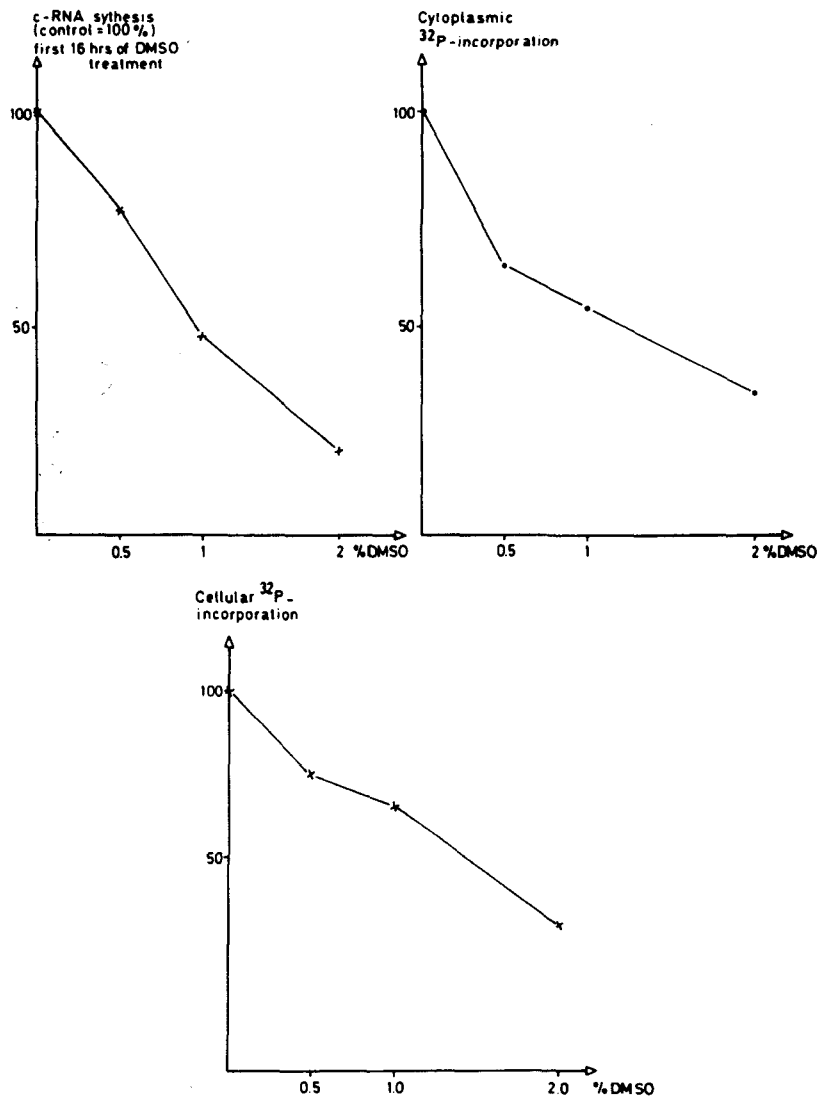 c-RNA sythesis
(control=100%)
first 16 hrs of DMSO
treatment
100
50
0.5 1 2 %DMSO
Cytoplasmic
32P-incorporation
100
50
0.5 1 2 %DMSO
Cellular 32P-
incorporation
100
50
0.5 1.0 2.0 %DMSO